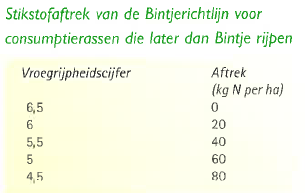 Stikstofaftrek van de Bintjerichtlijn voor
consumptierassen die later dan Bintje rijpen
Vroegrijpheidscijfer Aftrek
(kg N per ha)
6,5 0
6 20
5,5 40
5 60
4,5 80